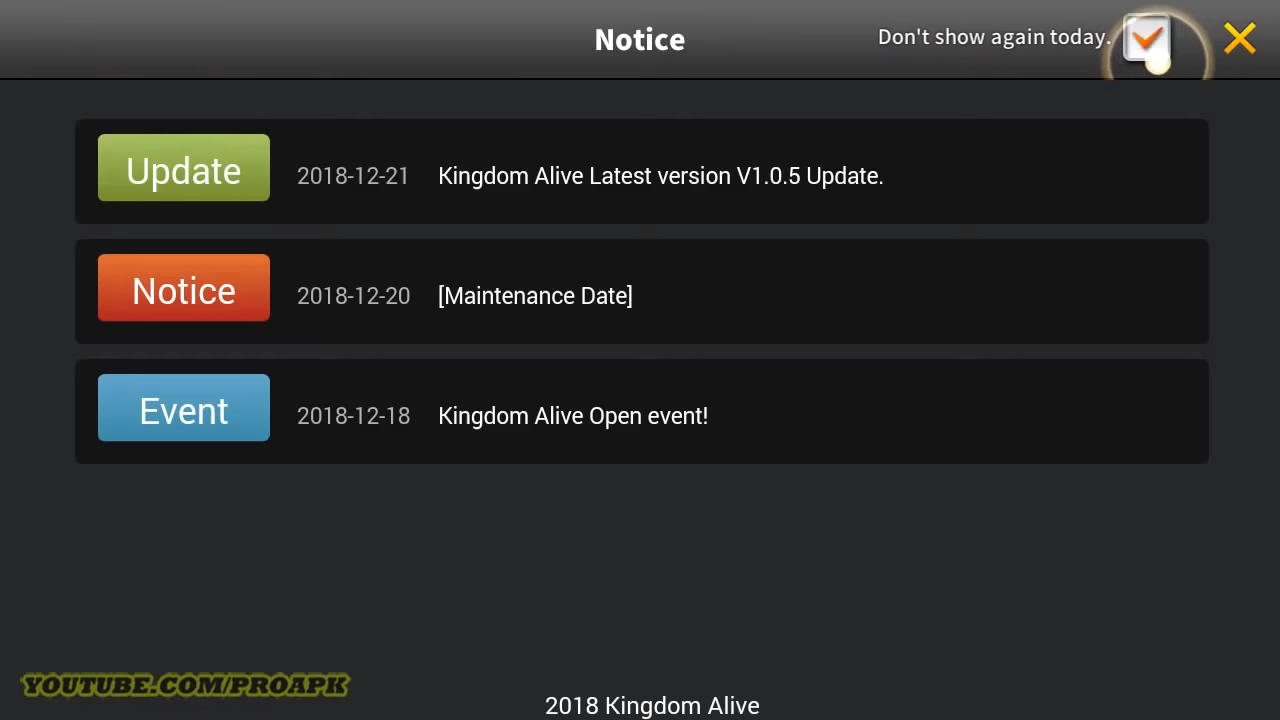 Notice
Don't show again today.
Update 2018-12-21 Kingdom Alive Latest version V1.0.5 Update.
Notice 2018-12-20 [Maintenance Date]
Event 2018-12-18 Kingdom Alive Open event!
YOUTUBE.COM/PROAPK
2018 Kingdom Alive